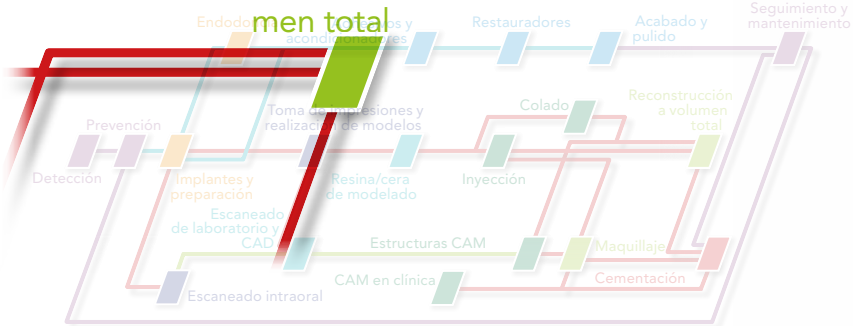 Seguimiento y
mantenimiento
men total
Endodon
Adhesivos y
acondicionadores
Restauradores
Acabado y
pulido
Prevención
Toma de impresiones y
realización de modelos
Colado
Reconstrucción
a volumen
total
Detección
Implantes y
preparación
Resina/cera
de modelado
Inyección
Escaneado
de laboratorio y
CAD
Estructuras CAM
Maquillaje
Escaneado intraoral
CAM en clínica
Cementación